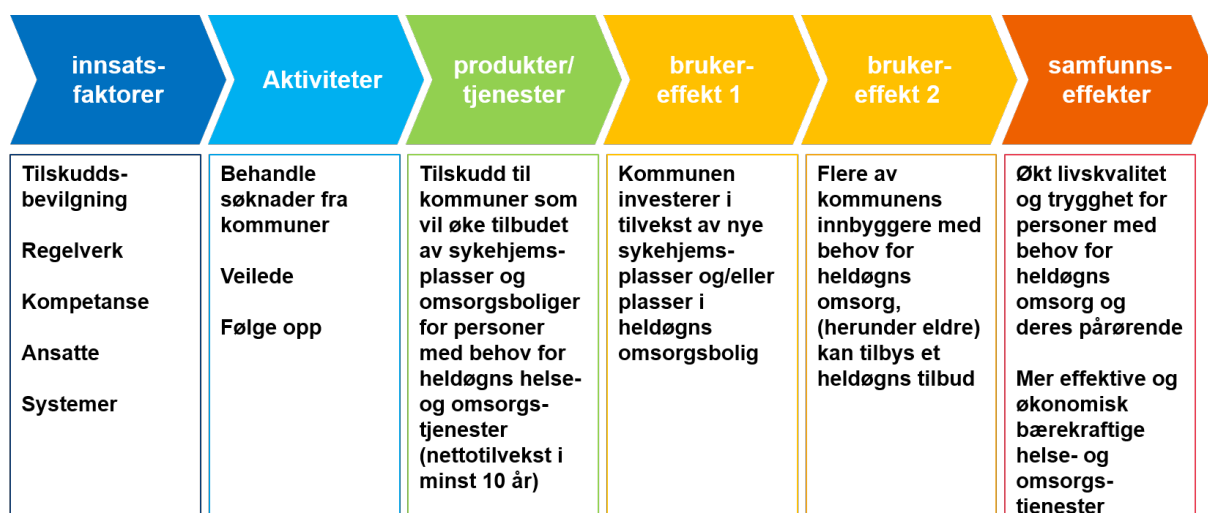 innsats-
faktorer
Aktiviteter
produkter/
tjenester
bruker-
effekt 1
bruker-
effekt 2
samfunns-
effekter
Tilskudds-
bevilgning
Regelverk
Kompetanse
Ansatte
Systemer
Behandle
søknader fra
kommuner
Veilede
Følge opp
Tilskudd til
kommuner som
vil øke tilbudet
av sykehjems-
plasser og
omsorgsboliger
for personer
med behov for
heldøgns helse-
og omsorgs-
tjenester
(nettotilvekst i
minst 10 år)
Kommunen
investerer i
tilvekst av nye
sykehjems-
plasser og/eller
plasser i
heldøgns
omsorgsbolig
Flere av
kommunens
innbyggere med
behov for
heldøgns
omsorg,
(herunder eldre)
kan tilbys et
heldøgns tilbud
Økt livskvalitet
og trygghet for
personer med
behov for
heldøgns
omsorg og
deres pårørende
Mer effektive og
økonomisk
bærekraftige
helse- og
omsorgs-
tjenester